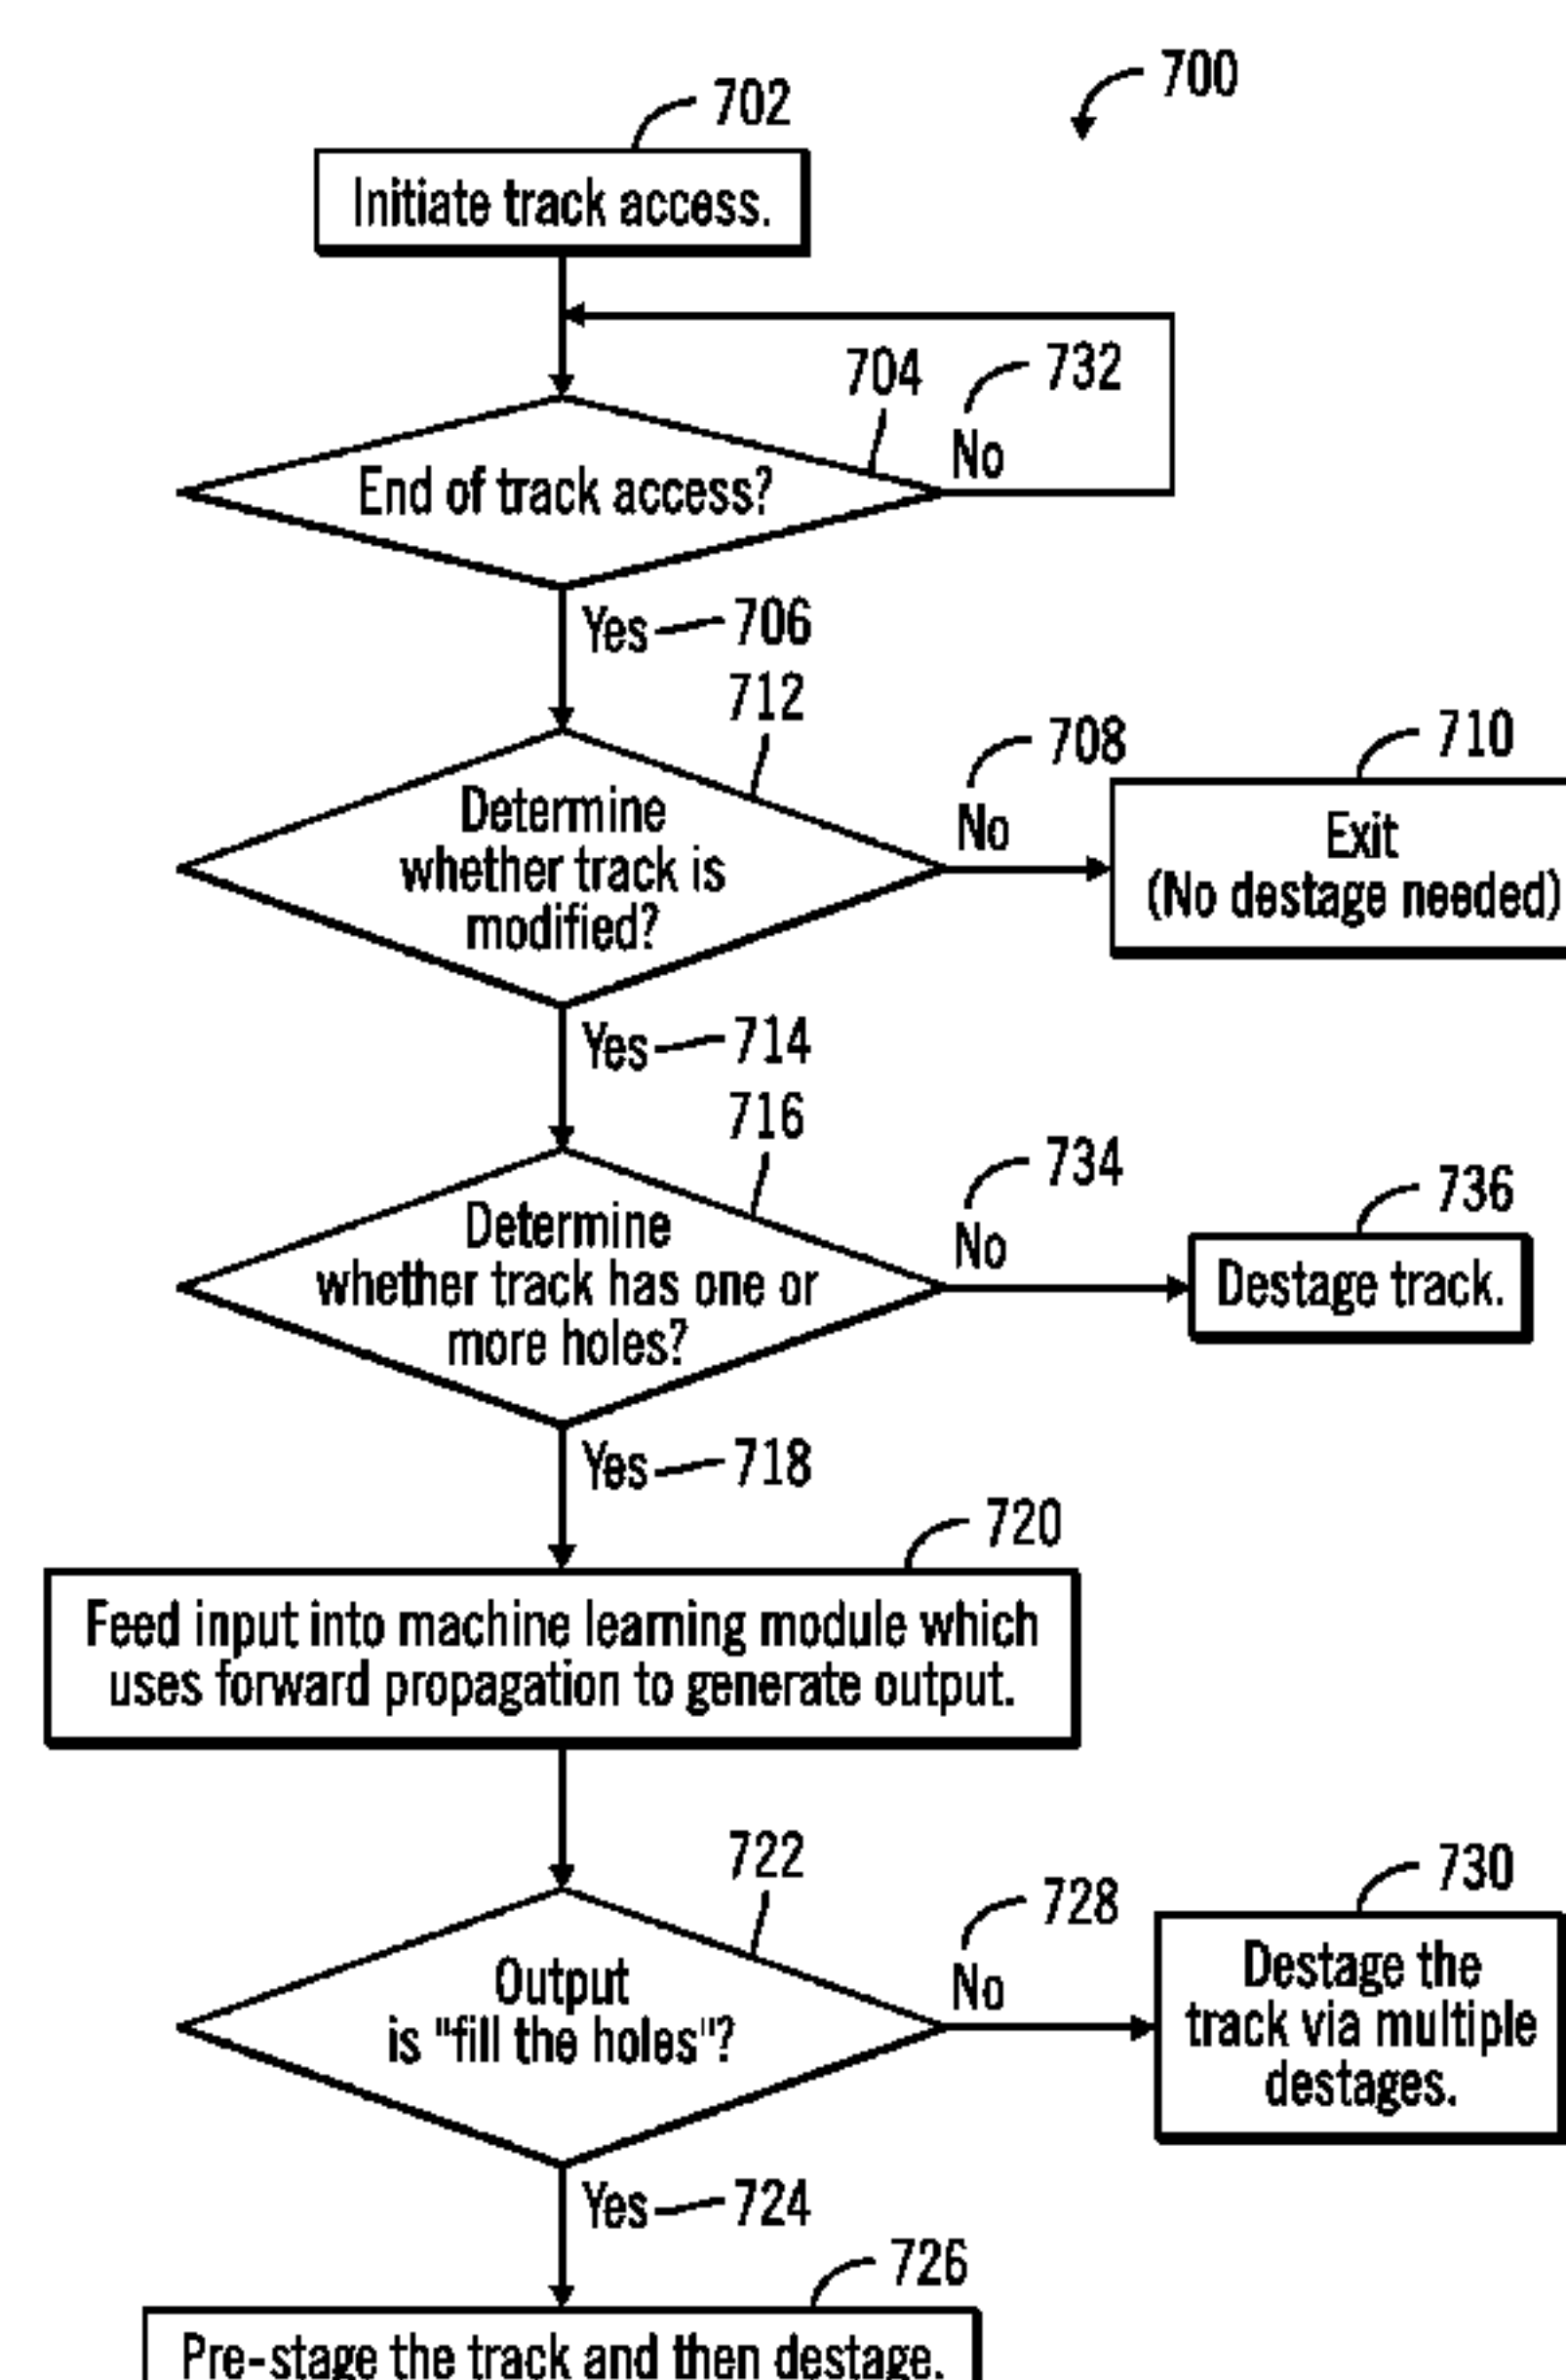 700
702
Initiate track access.
704
732
No
End of track access?
Yes 706
712
708
710
Determine
whether track is
modified?
No
Exit
(No destage needed)
Yes 714
716
734
736
Determine
whether track has one or
more holes?
No
Destage track.
Yes 718
720
Feed input into machine learning module which
uses forward propagation to generate output.
722
728
730
Output
is "fill the holes"?
No
Destage the
track via multiple
destages.
Yes 724
726
Pre-stage the track and then destage.